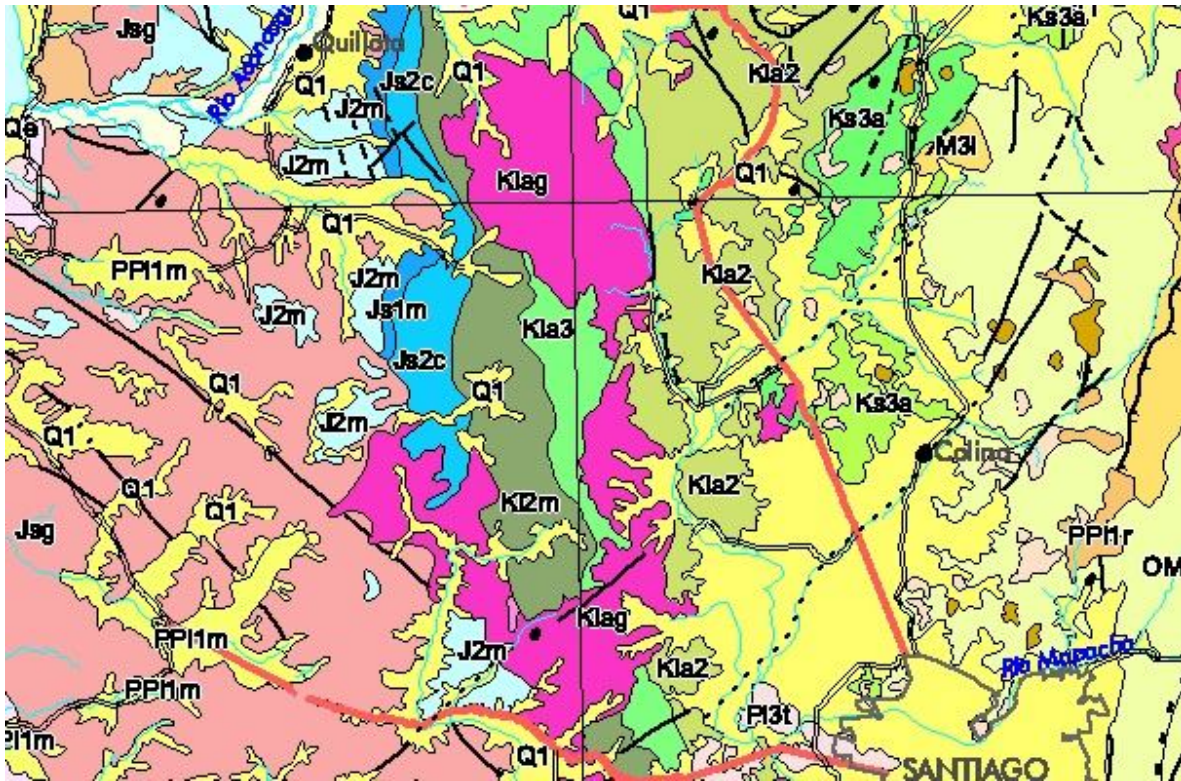 Q1
Jsg
Quillota
Ks3a
Js2c
Q1
Río Aconcagua
Kla2
Q1
J2m
Ks3a
Qe
M3l
J2m
Klag
Q1
Q1
PPl1m
J2m
Kla2
J2m
Js1m
Kla3
Js2c
Q1
Q1
Ks3a
J2m
Q1
Colina
Q1
Kla2
Q1
Kl2m
Jsg
PPl1r
OM
Klag
PPl1m
J2m
Kla2
Río Mapocho
PPl1m
Pl3t
Pl1m
Q1
SANTIAGO